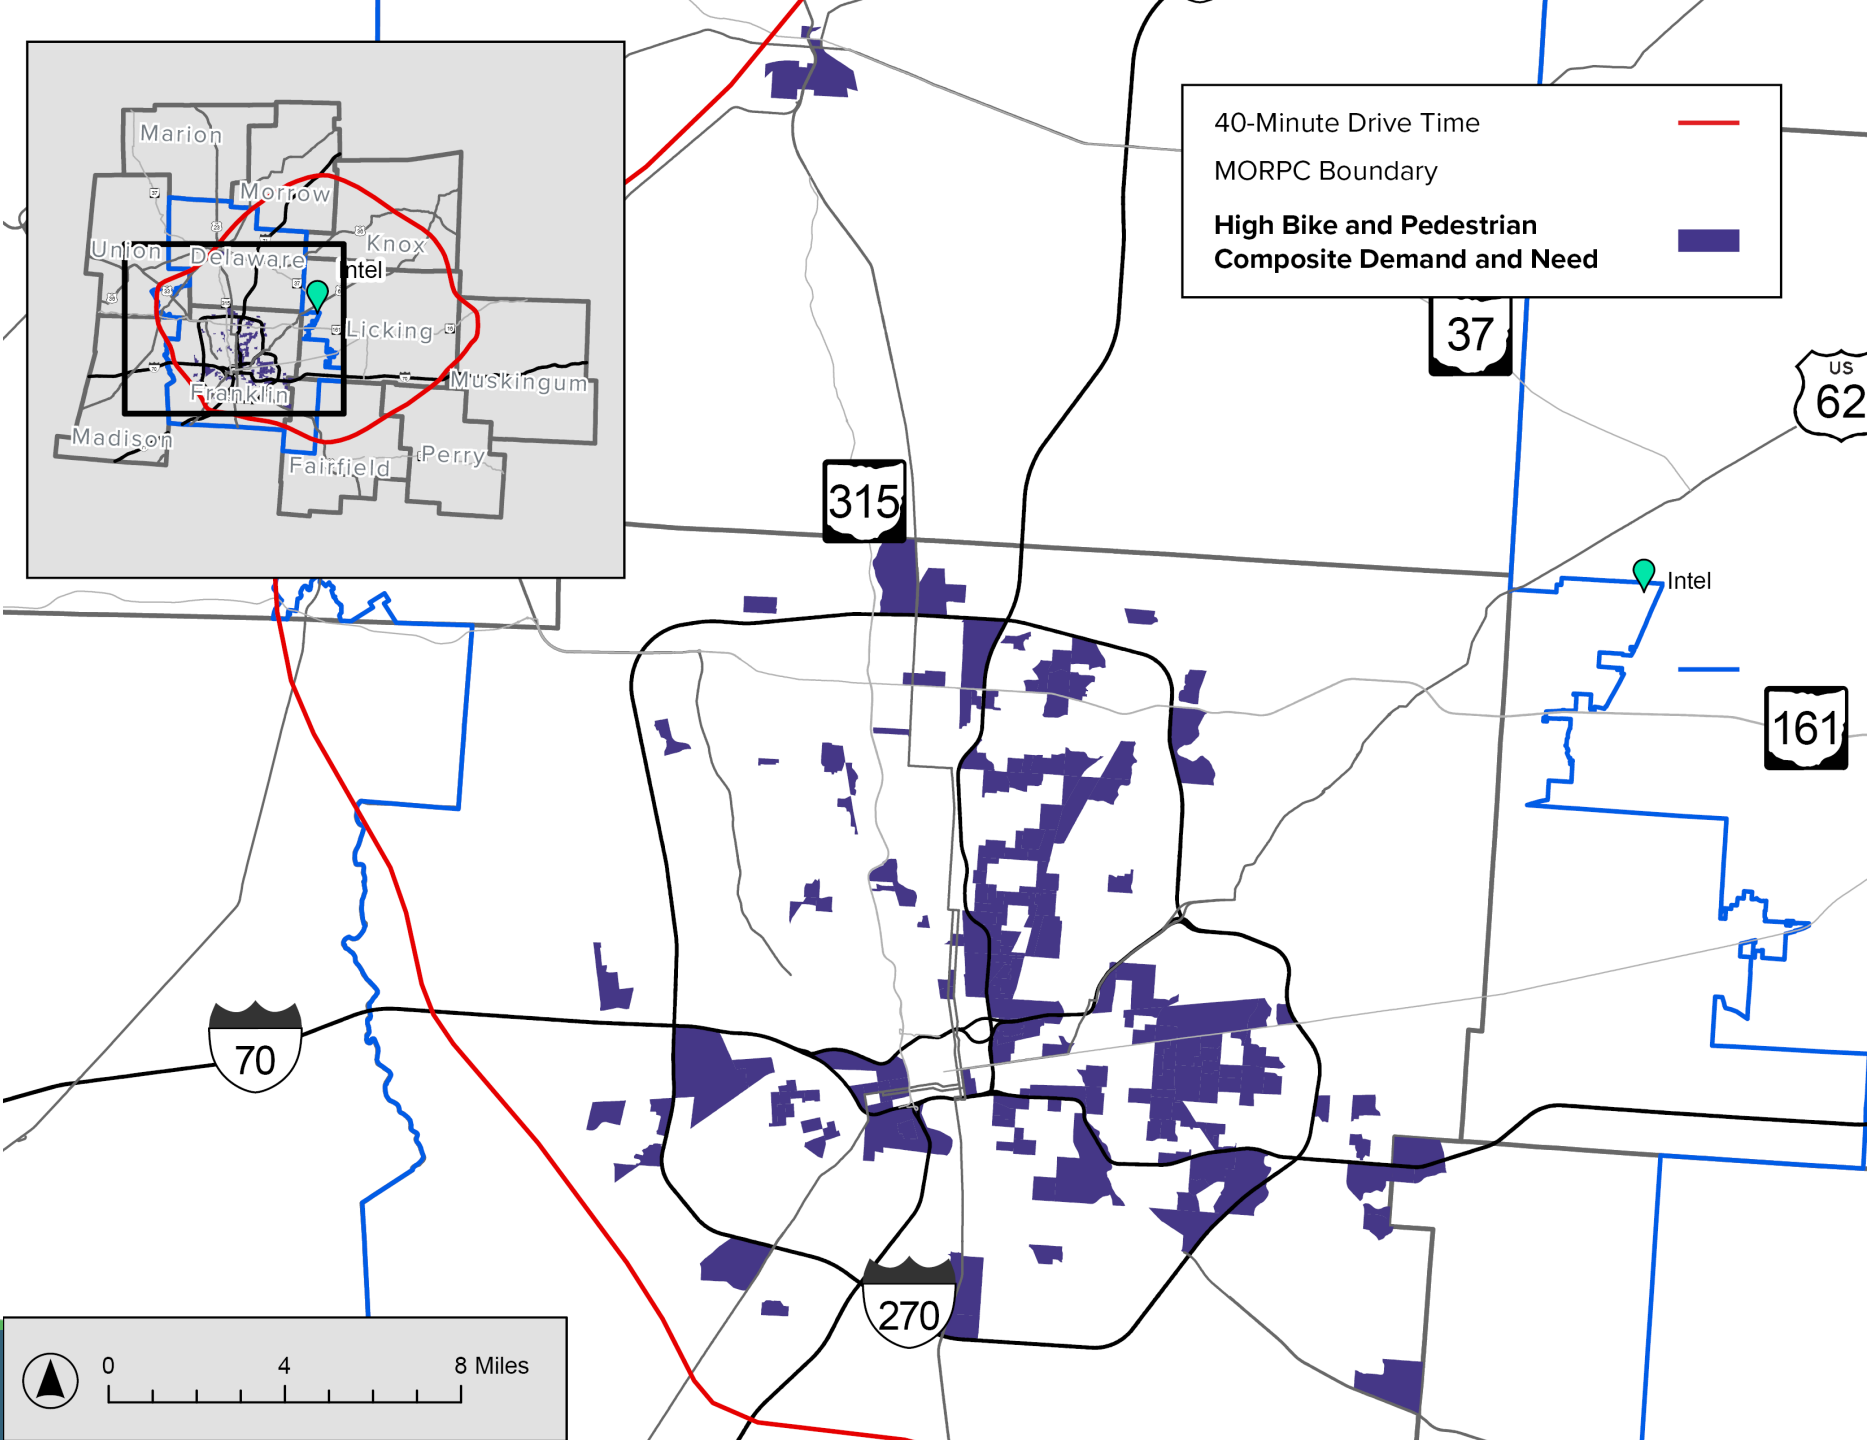 Marion
Morrow
Knox
Union
Delaware
Intel
Licking
Muskingum
Franklin
Madison
Fairfield
Perry
40-Minute Drive Time
MORPC Boundary
High Bike and Pedestrian
Composite Demand and Need
37
US
62
315
Intel
161
70
270
0 4 8 Miles